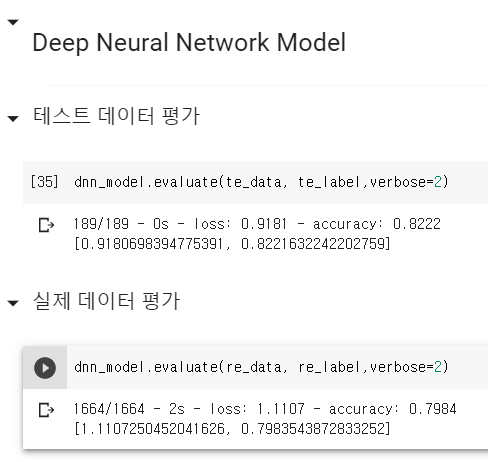 Deep Neural Network Model
테스트 데이터 평가
[35] dnn_model.evaluate(te_data, te_label,verbose=2)
189/189 - 0s - loss: 0.9181 - accuracy: 0.8222
[0.9180698394775391, 0.8221632242202759]
실제 데이터 평가
dnn_model.evaluate(re_data, re_label,verbose=2)
1664/1664 - 2s - loss: 1.1107 - accuracy: 0.7984
[1.1107250452041626, 0.7983543872833252]